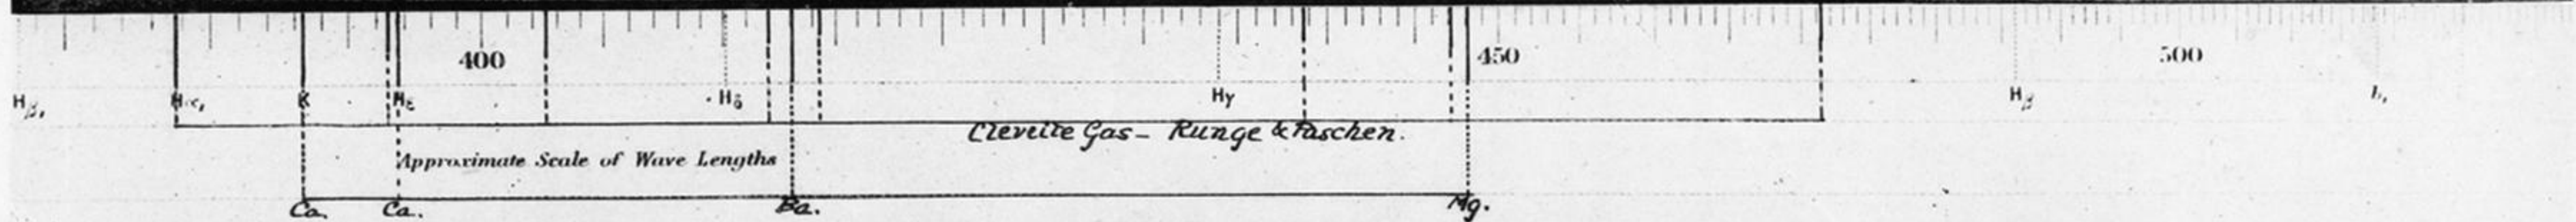 400 450 500
Hβ, Hα, K Hε Hδ Hγ Hβ b,
Cleveite Gas – Runge & Paschen.
Approximate Scale of Wave Lengths
Ca. Ca. Ba. Mg.